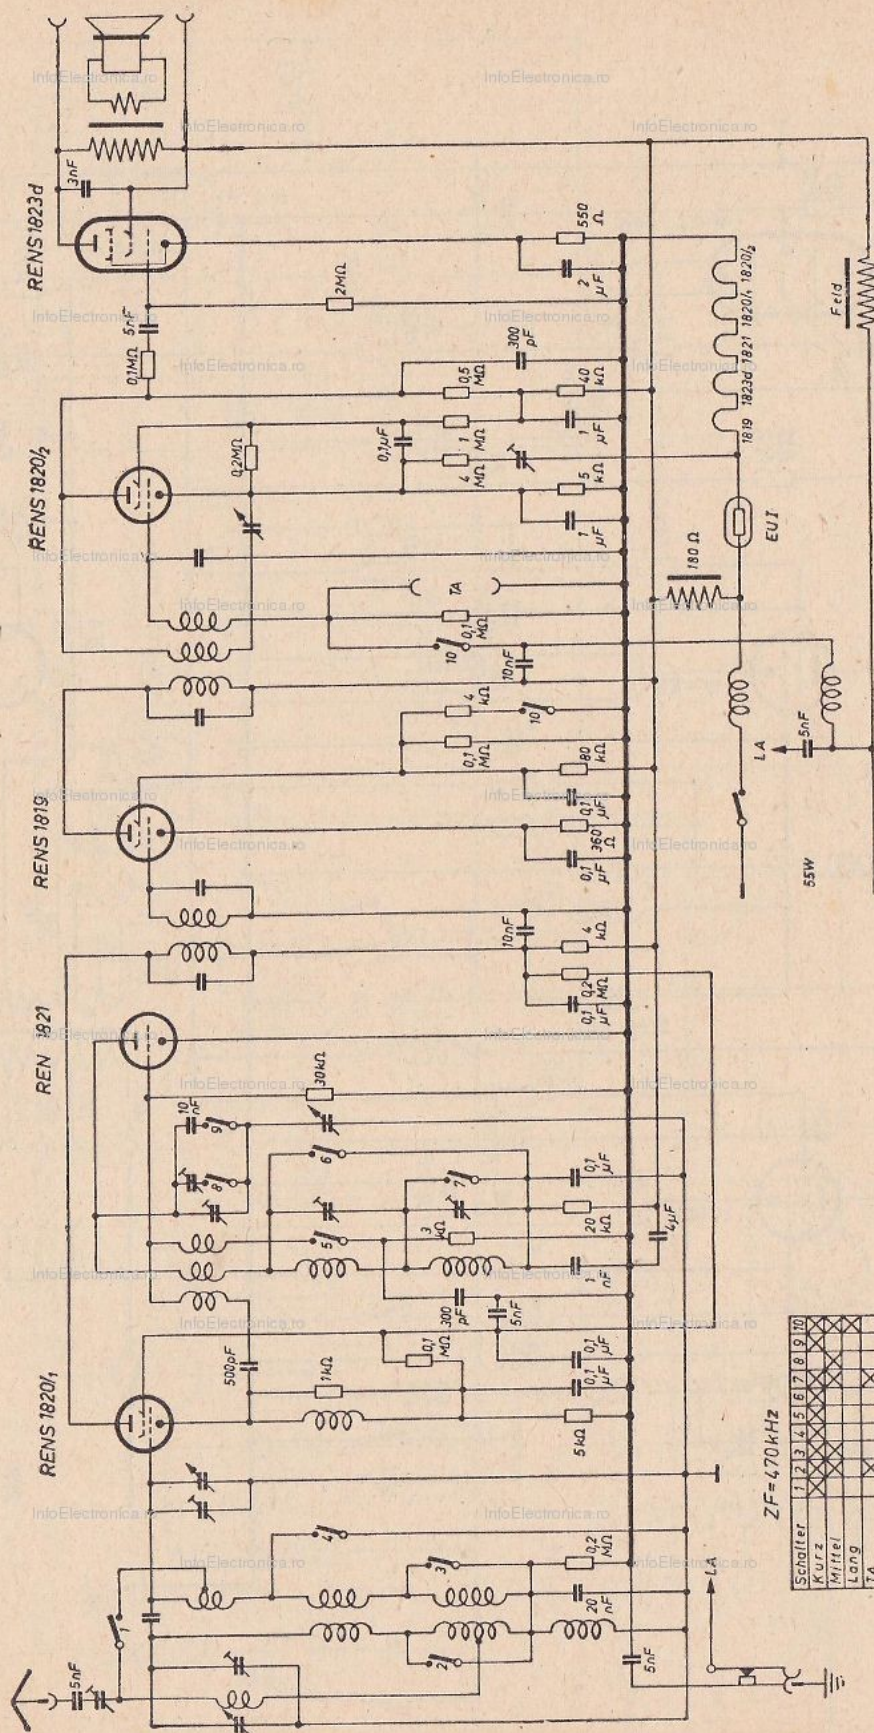 RENS 1823d
3nF
5nF
0,1MΩ
2MΩ
550 Ω
2 µF
300 pF
0,5 MΩ
40 kΩ
RENS 1820/2
0,2MΩ
0,1µF
1 MΩ
4 MΩ
1 µF
5 kΩ
1 µF
TA
0,1 MΩ
10
10nF
1819 1823d 1821 1820/1 1820/2
EUI
180 Ω
Feld
RENS 1819
4 kΩ
10
0,1 MΩ
80 kΩ
0,1 µF
360 Ω
0,1 µF
LA
5nF
55W
10nF
4 kΩ
0,2 MΩ
0,1 µF
REN 1821
30kΩ
10 nF
9
8
6
7
5
3 kΩ
0,1 µF
20 kΩ
4µF
1 nF
300 pF
5nF
RENS 1820/1
500pF
1kΩ
0,1 MΩ
0,1 µF
0,1 µF
5kΩ
4
3
2
1
0,2 MΩ
20 nF
5nF
5nF
LA
ZF=470kHz
Schalter 1 2 3 4 5 6 7 8 9 10
Kurz
Mittel
Lang
TA
InfoElectronica.ro